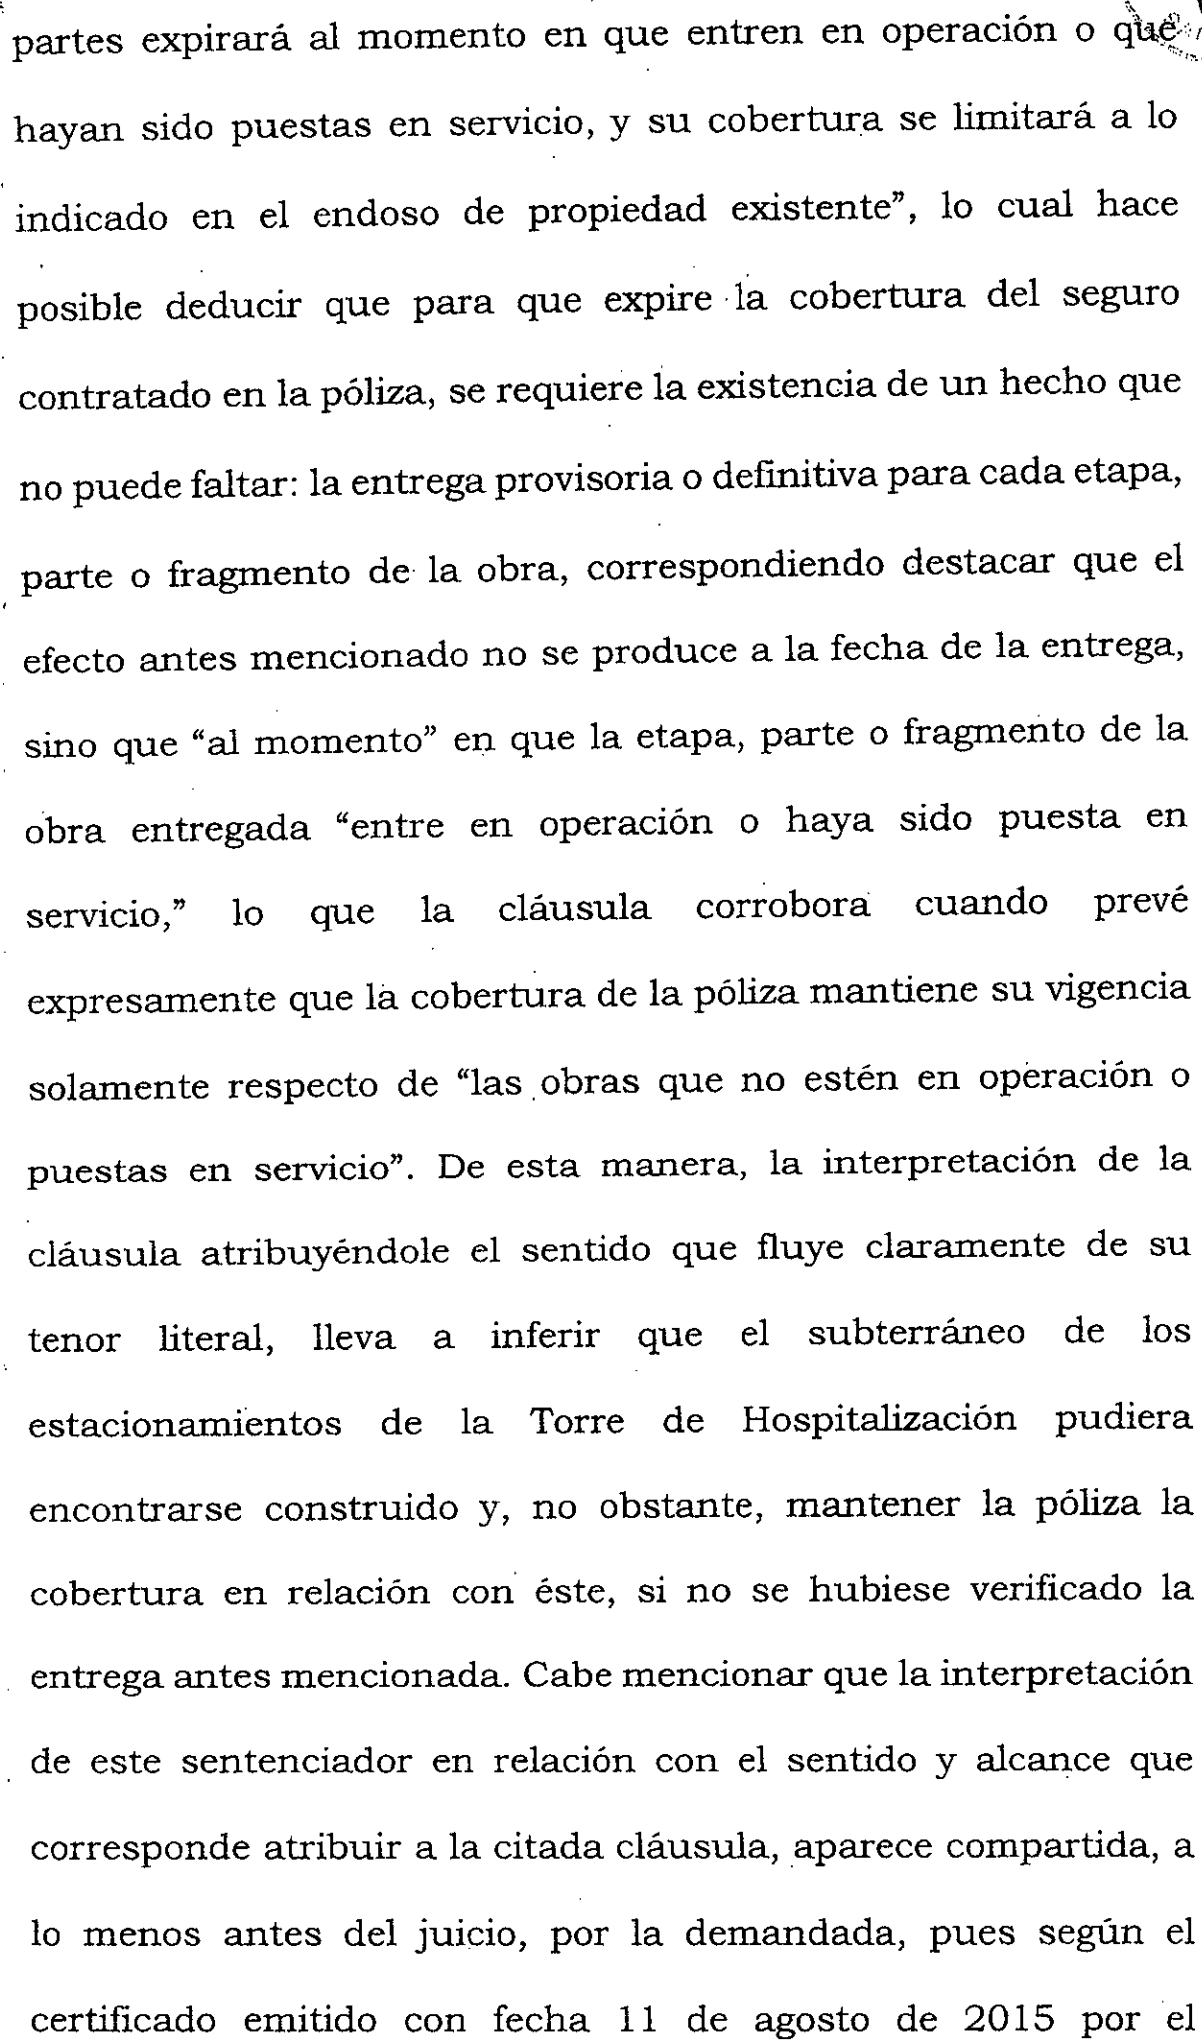 partes expirará al momento en que entren en operación o que
hayan sido puestas en servicio, y su cobertura se limitará a lo
indicado en el endoso de propiedad existente”, lo cual hace
posible deducir que para que expire la cobertura del seguro
contratado en la póliza, se requiere la existencia de un hecho que
no puede faltar: la entrega provisoria o definitiva para cada etapa,
parte o fragmento de la obra, correspondiendo destacar que el
efecto antes mencionado no se produce a la fecha de la entrega,
sino que “al momento” en que la etapa, parte o fragmento de la
obra entregada “entre en operación o haya sido puesta en
servicio,” lo que la cláusula corrobora cuando prevé
expresamente que la cobertura de la póliza mantiene su vigencia
solamente respecto de “las obras que no estén en operación o
puestas en servicio”. De esta manera, la interpretación de la
cláusula atribuyéndole el sentido que fluye claramente de su
tenor literal, lleva a inferir que el subterráneo de los
estacionamientos de la Torre de Hospitalización pudiera
encontrarse construido y, no obstante, mantener la póliza la
cobertura en relación con éste, si no se hubiese verificado la
entrega antes mencionada. Cabe mencionar que la interpretación
de este sentenciador en relación con el sentido y alcance que
corresponde atribuir a la citada cláusula, aparece compartida, a
lo menos antes del juicio, por la demandada, pues según el
certificado emitido con fecha 11 de agosto de 2015 por el